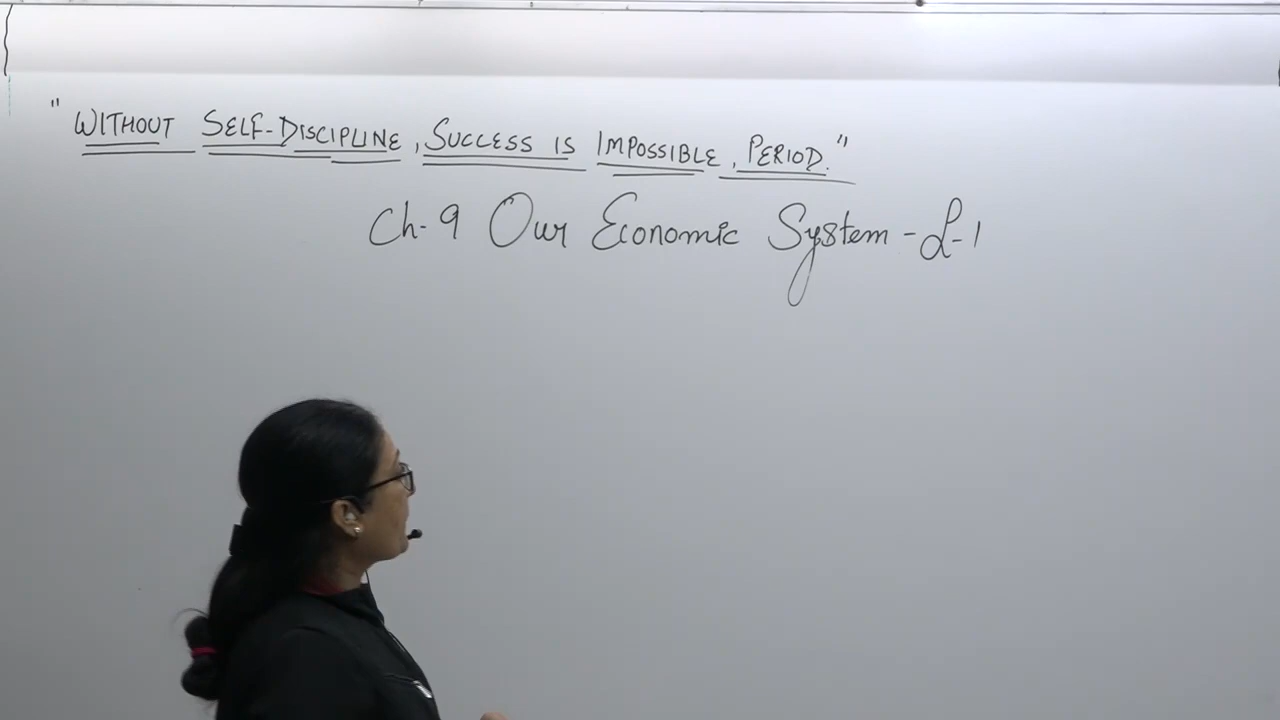 "WITHOUT SELF-DISCIPLINE, SUCCESS IS IMPOSSIBLE, PERIOD."
Ch-9 Our Economic System - L-1